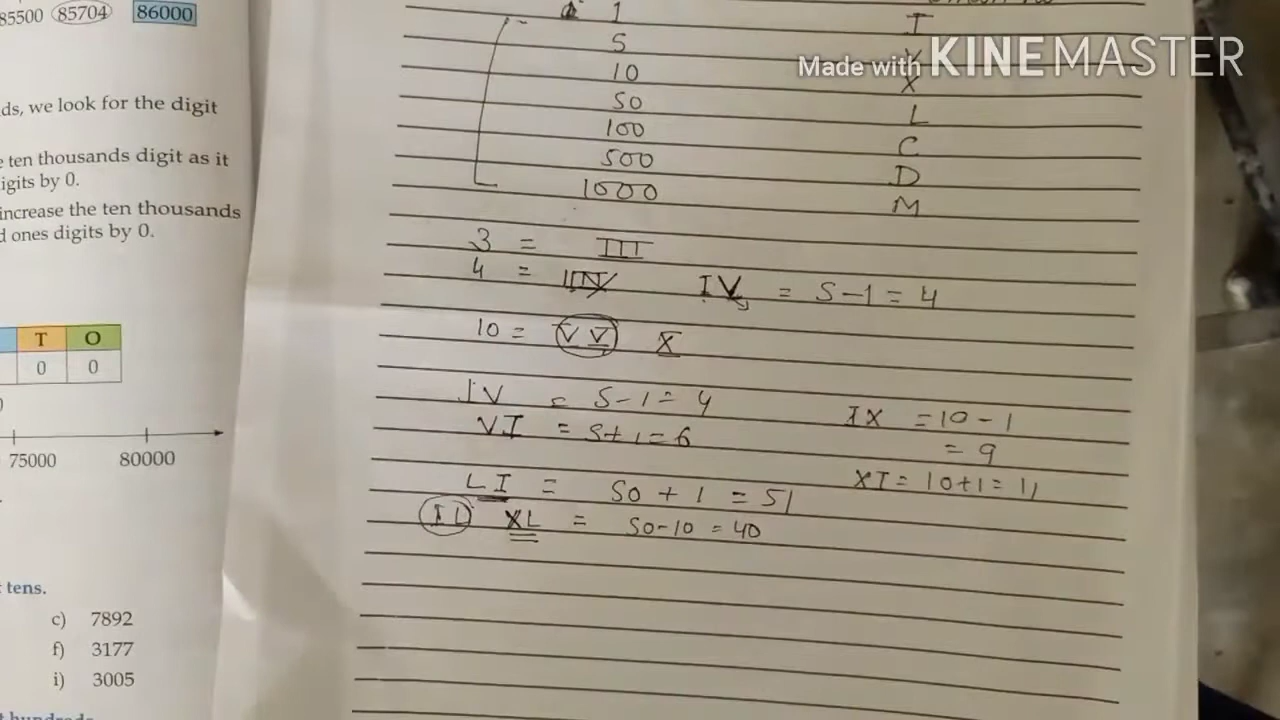 85500 85704 86000
ds, we look for the digit
e ten thousands digit as it
igits by 0.
increase the ten thousands
d ones digits by 0.
T O
0 0
75000 80000
t tens.
c) 7892
f) 3177
i) 3005
Made with KINEMASTER
1 I
5 V
10 X
50 L
100 C
500 D
1000 M
3 = III
4 = IIII IV = 5-1=4
10 = VV X
IV = 5-1=4
VI = 5+1=6
LI = 50+1=51
IL XL = 50-10=40
IX = 10-1
= 9
XI = 10+1= 11